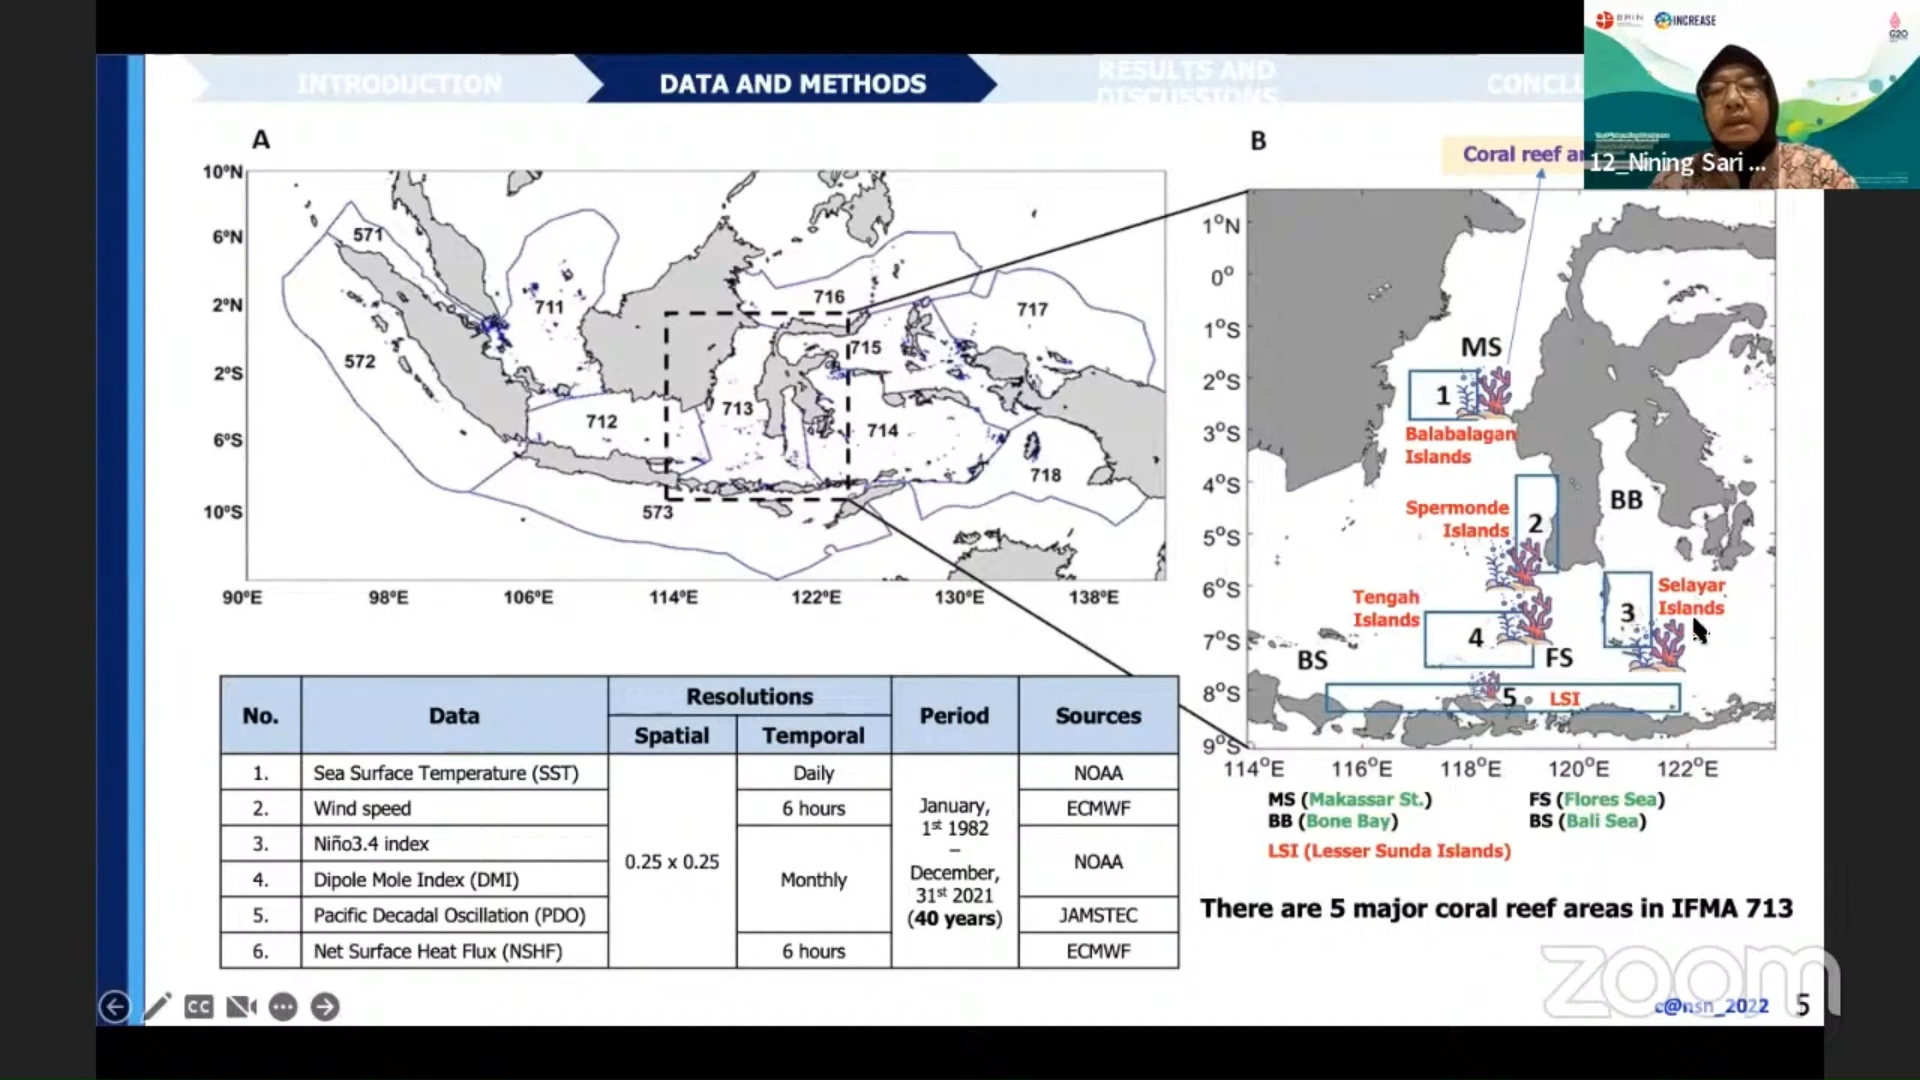 INTRODUCTION
DATA AND METHODS
RESULTS AND
DISCUSSIONS
CONCL
BRIN
INCREASE
G20
12_Nining Sari ...
A
10°N
6°N
2°N
2°S
6°S
10°S
90°E
98°E
106°E
114°E
122°E
130°E
138°E
571
572
711
712
713
573
716
715
714
717
718
B
Coral reef ar
1°N
0°
1°S
2°S
3°S
4°S
5°S
6°S
7°S
8°S
9°S
114°E
116°E
118°E
120°E
122°E
MS
1
Balabalagan
Islands
Spermonde
Islands
2
BB
Tengah
Islands
4
3
Selayar
Islands
BS
FS
5
LSI
MS (Makassar St.)
FS (Flores Sea)
BB (Bone Bay)
BS (Bali Sea)
LSI (Lesser Sunda Islands)
There are 5 major coral reef areas in IFMA 713
No.
Data
Resolutions
Spatial
Temporal
Period
Sources
1.
Sea Surface Temperature (SST)
Daily
NOAA
2.
Wind speed
6 hours
ECMWF
3.
Niño3.4 index
4.
Dipole Mole Index (DMI)
5.
Pacific Decadal Oscillation (PDO)
JAMSTEC
6.
Net Surface Heat Flux (NSHF)
6 hours
ECMWF
0.25 x 0.25
Monthly
NOAA
January,
1st 1982
–
December,
31st 2021
(40 years)
CC
zoom
c@nsn_2022
5